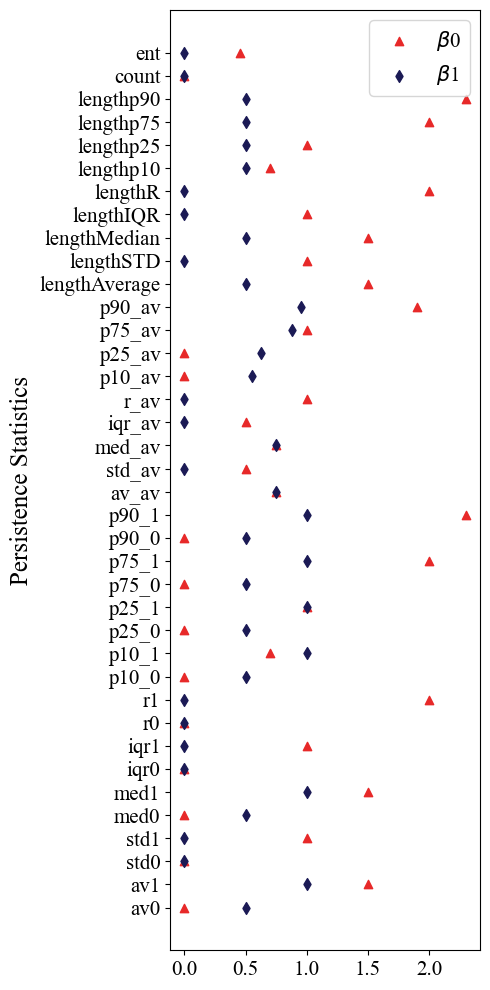 β0
β1
ent
count
lengthp90
lengthp75
lengthp25
lengthp10
lengthR
lengthIQR
lengthMedian
lengthSTD
lengthAverage
p90_av
p75_av
p25_av
p10_av
r_av
iqr_av
med_av
std_av
av_av
p90_1
p90_0
p75_1
p75_0
p25_1
p25_0
p10_1
p10_0
r1
r0
iqr1
iqr0
med1
med0
std1
std0
av1
av0
Persistence Statistics
0.0 0.5 1.0 1.5 2.0